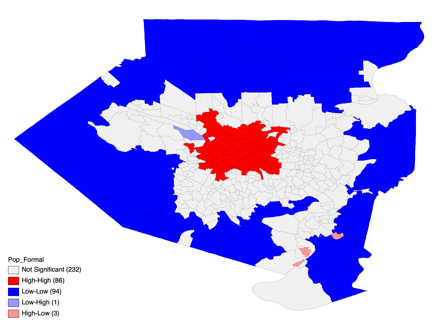 Pop_Formal
Not Significant (232)
High-High (86)
Low-Low (94)
Low-High (1)
High-Low (3)